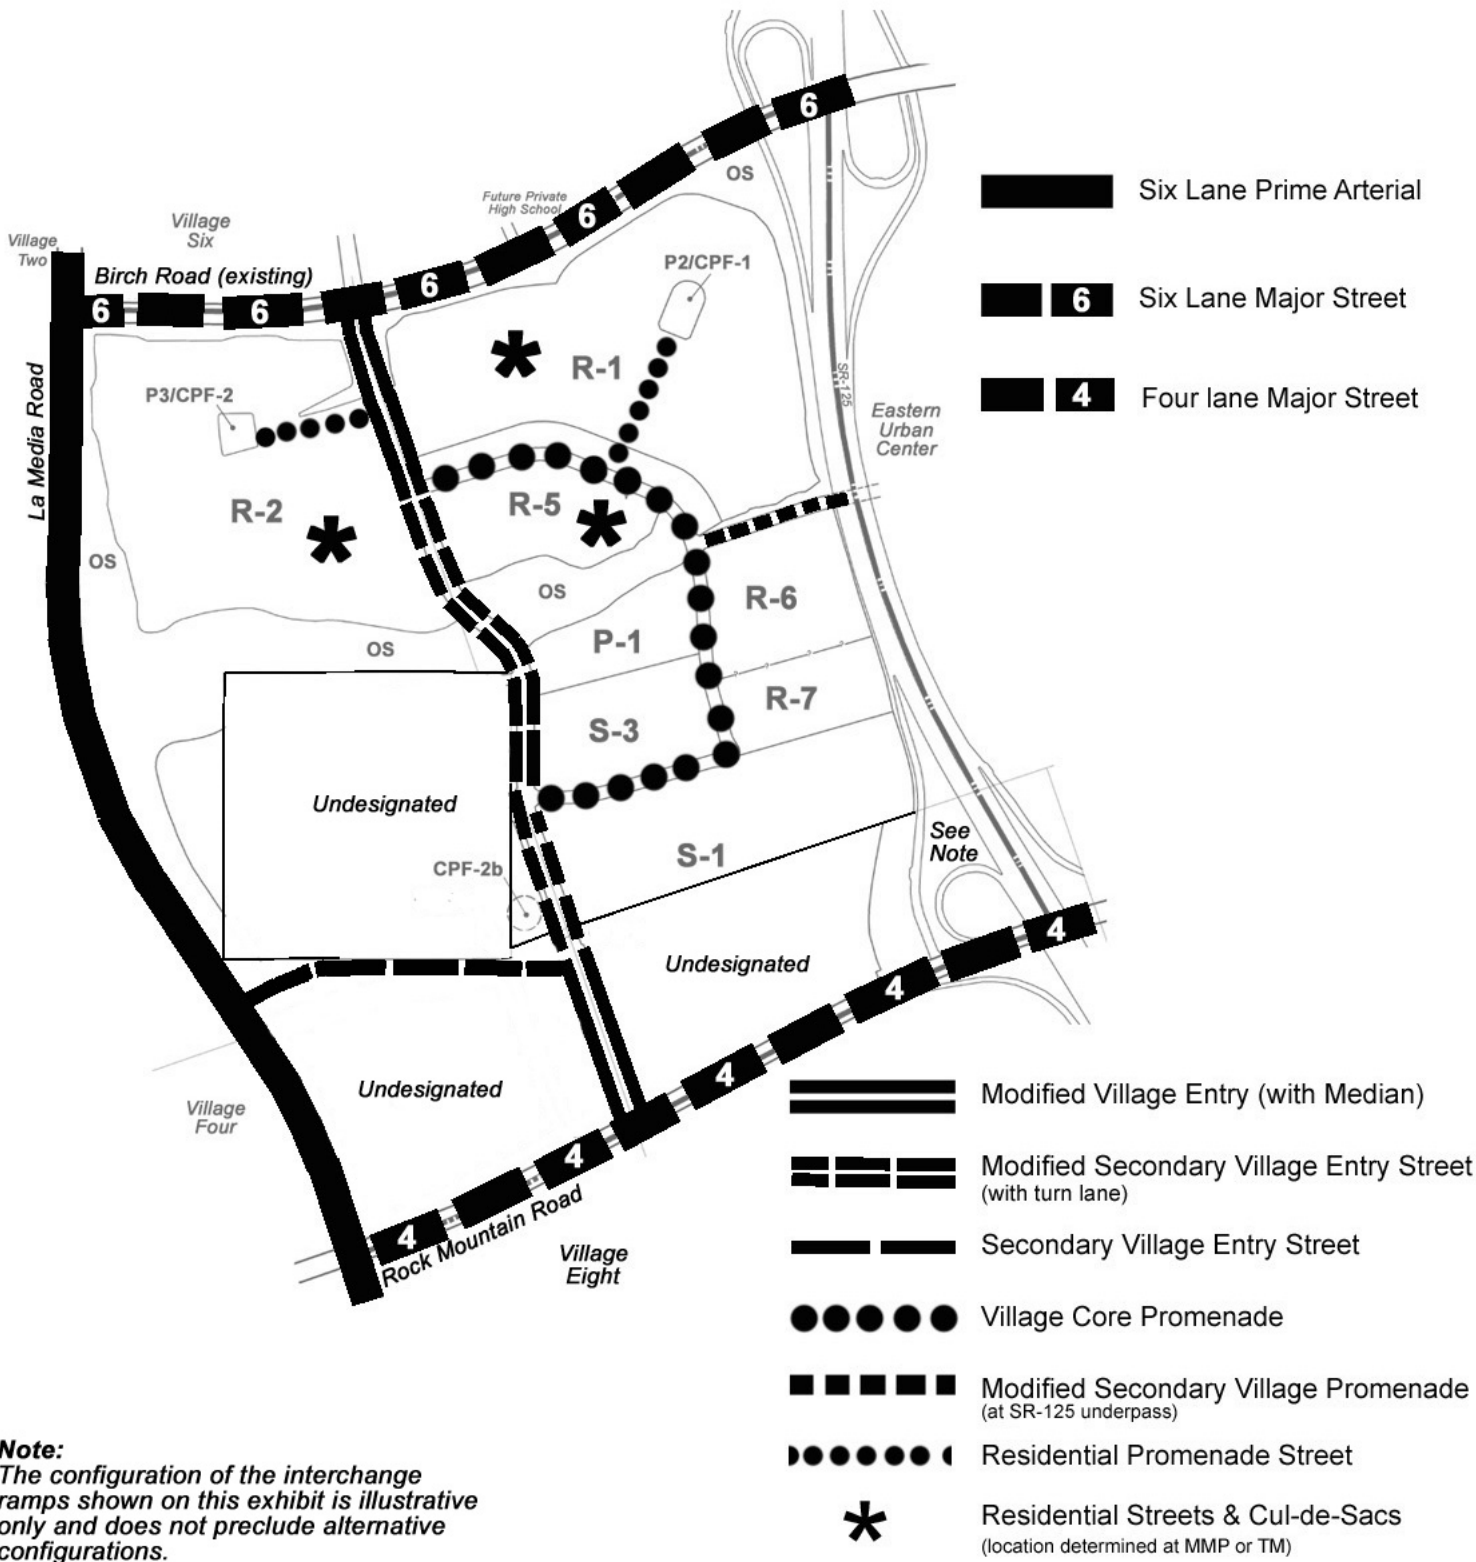 6
Six Lane Prime Arterial
OS
Future Private
High School
6
Village
Six
Village
Two
P2/CPF-1
Birch Road (existing)
6
6
6
Six Lane Major Street
6
La Media Road
P3/CPF-2
R-1
SR-125
4
Four lane Major Street
Eastern
Urban
Center
R-2
R-5
OS
OS
R-6
P-1
OS
R-7
S-3
Undesignated
See
Note
S-1
CPF-2b
4
Undesignated
4
Undesignated
4
Village
Four
4
4
Rock Mountain Road
Village
Eight
Modified Village Entry (with Median)
Modified Secondary Village Entry Street
(with turn lane)
Secondary Village Entry Street
Village Core Promenade
Modified Secondary Village Promenade
(at SR-125 underpass)
Residential Promenade Street
Residential Streets & Cul-de-Sacs
(location determined at MMP or TM)
Note:
The configuration of the interchange
ramps shown on this exhibit is illustrative
only and does not preclude alternative
configurations.